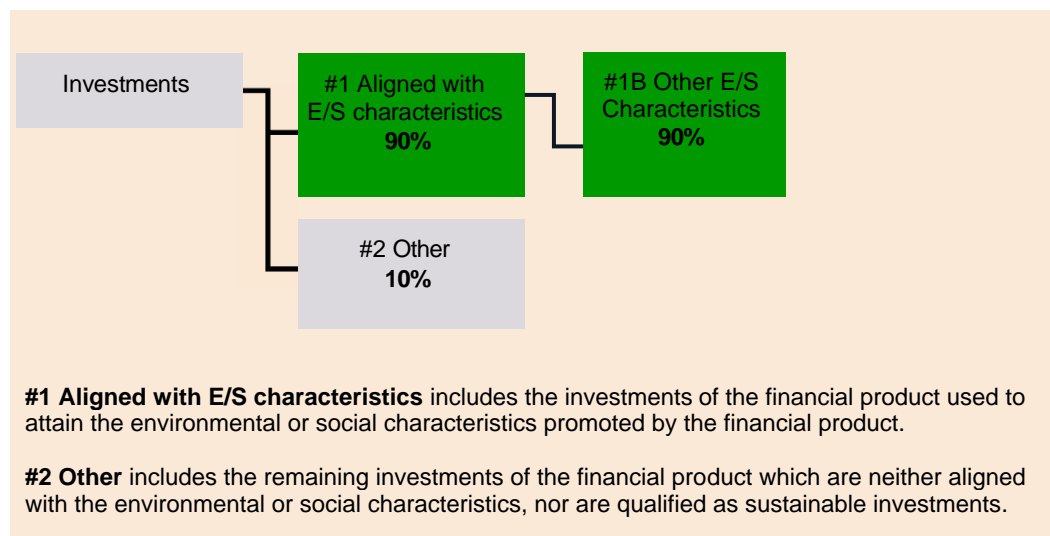 Investments
#1 Aligned with
E/S characteristics
90%
#1B Other E/S
Characteristics
90%
#2 Other
10%
#1 Aligned with E/S characteristics includes the investments of the financial product used to
attain the environmental or social characteristics promoted by the financial product.
#2 Other includes the remaining investments of the financial product which are neither aligned
with the environmental or social characteristics, nor are qualified as sustainable investments.